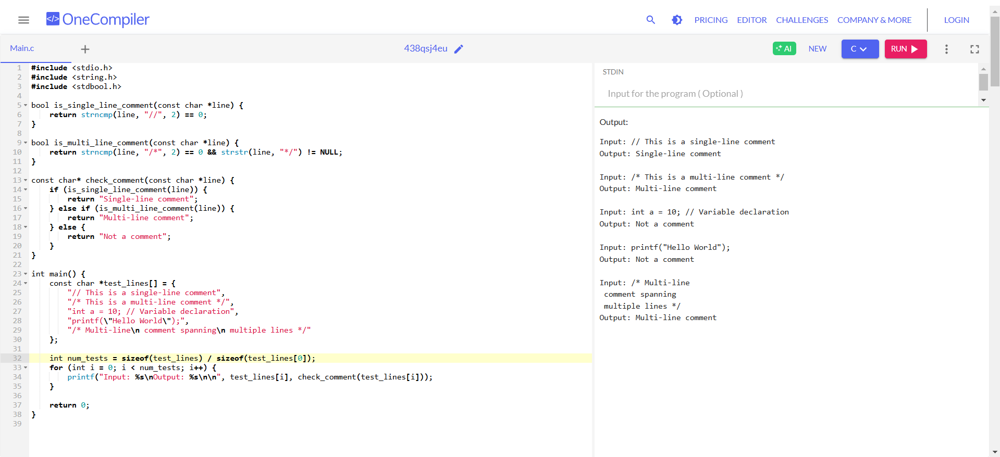 </> OneCompiler
PRICING EDITOR CHALLENGES COMPANY & MORE LOGIN
Main.c
438qsj4eu
AI NEW C RUN
1 #include <stdio.h>
2 #include <string.h>
3 #include <stdbool.h>
4
5 bool is_single_line_comment(const char *line) {
6     return strncmp(line, "//", 2) == 0;
7 }
8
9 bool is_multi_line_comment(const char *line) {
10     return strncmp(line, "/*", 2) == 0 && strstr(line, "*/") != NULL;
11 }
12
13 const char* check_comment(const char *line) {
14     if (is_single_line_comment(line)) {
15         return "Single-line comment";
16     } else if (is_multi_line_comment(line)) {
17         return "Multi-line comment";
18     } else {
19         return "Not a comment";
20     }
21 }
22
23 int main() {
24     const char *test_lines[] = {
25         "// This is a single-line comment",
26         "/* This is a multi-line comment */",
27         "int a = 10; // Variable declaration",
28         "printf(\"Hello World\");",
29         "/* Multi-line\n comment spanning\n multiple lines */"
30     };
31
32     int num_tests = sizeof(test_lines) / sizeof(test_lines[0]);
33     for (int i = 0; i < num_tests; i++) {
34         printf("Input: %s\nOutput: %s\n\n", test_lines[i], check_comment(test_lines[i]));
35     }
36
37     return 0;
38 }
39
STDIN
Input for the program ( Optional )
Output:
Input: // This is a single-line comment
Output: Single-line comment
Input: /* This is a multi-line comment */
Output: Multi-line comment
Input: int a = 10; // Variable declaration
Output: Not a comment
Input: printf("Hello World");
Output: Not a comment
Input: /* Multi-line
 comment spanning
 multiple lines */
Output: Multi-line comment